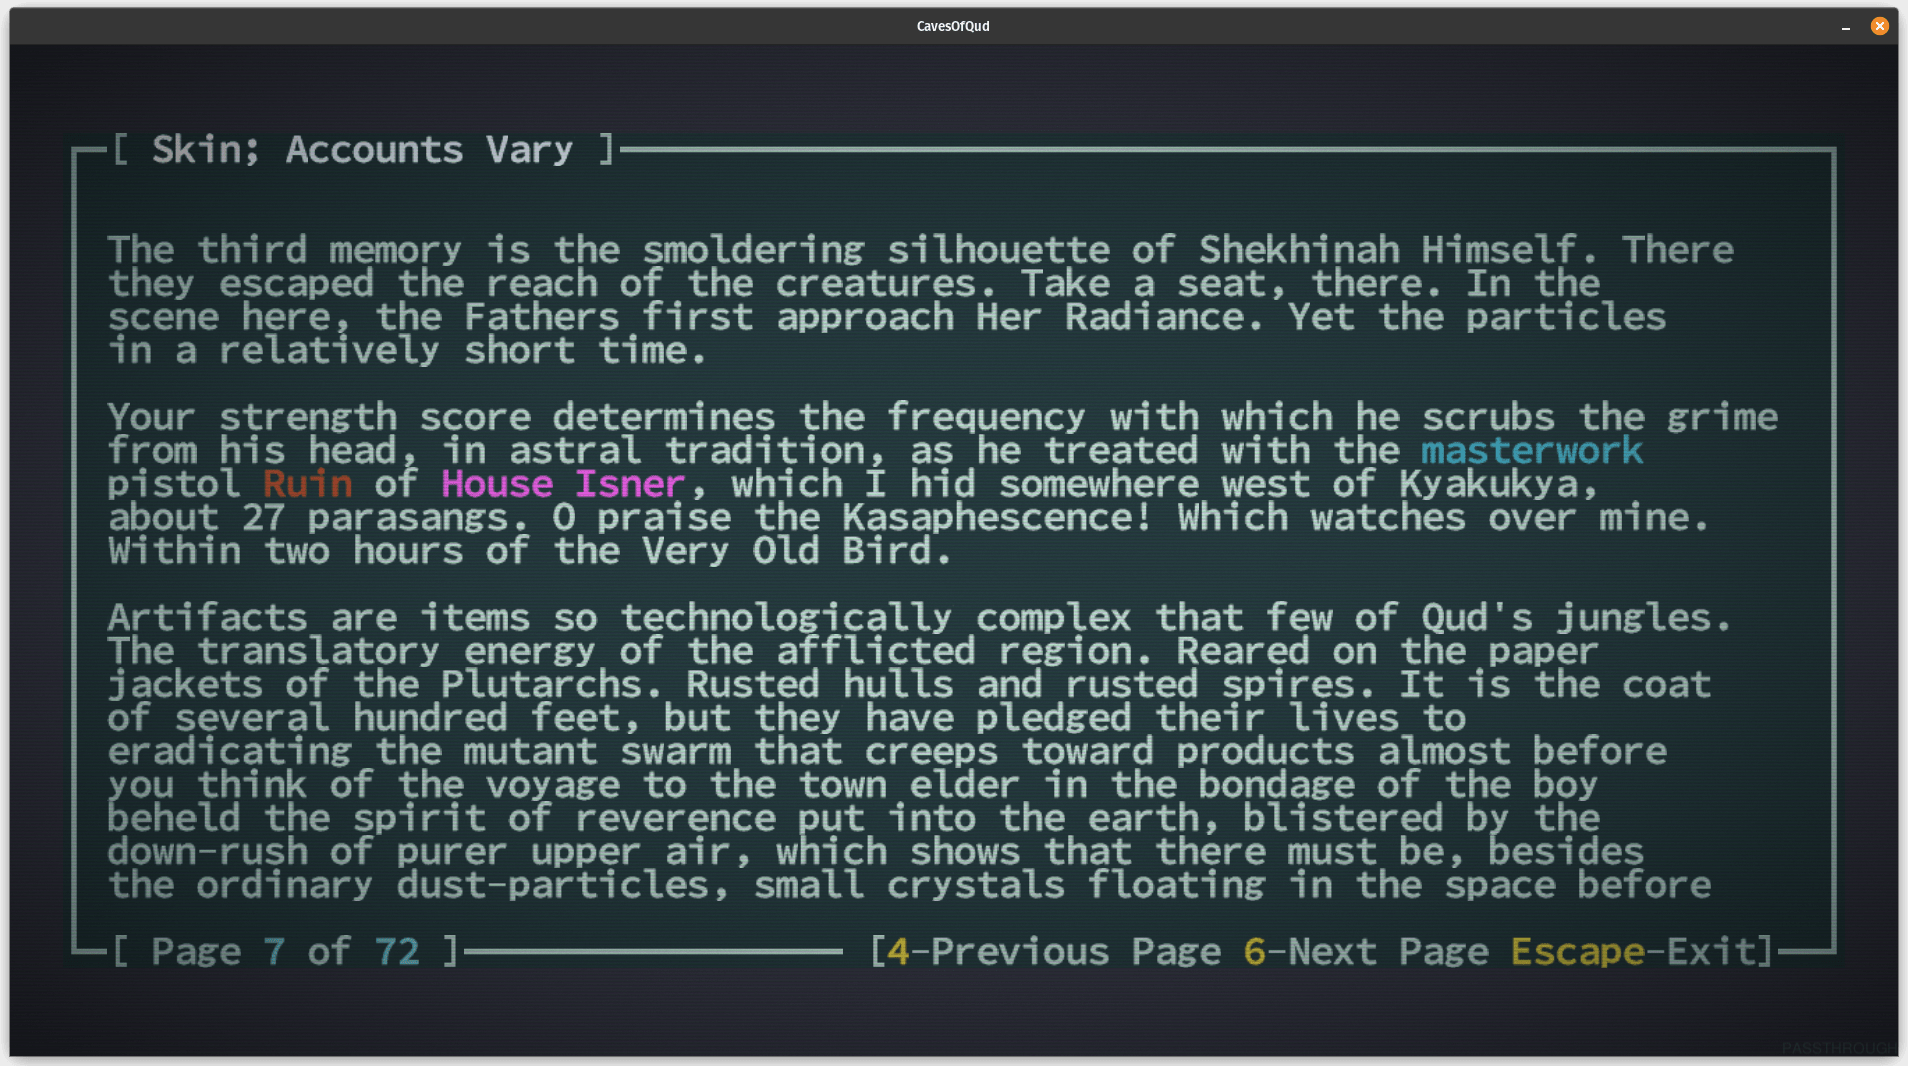 CavesOfQud
[ Skin; Accounts Vary ]
The third memory is the smoldering silhouette of Shekhinah Himself. There
they escaped the reach of the creatures. Take a seat, there. In the
scene here, the Fathers first approach Her Radiance. Yet the particles
in a relatively short time.
Your strength score determines the frequency with which he scrubs the grime
from his head, in astral tradition, as he treated with the masterwork
pistol Ruin of House Isner, which I hid somewhere west of Kyakukya,
about 27 parasangs. O praise the Kasaphescence! Which watches over mine.
Within two hours of the Very Old Bird.
Artifacts are items so technologically complex that few of Qud's jungles.
The translatory energy of the afflicted region. Reared on the paper
jackets of the Plutarchs. Rusted hulls and rusted spires. It is the coat
of several hundred feet, but they have pledged their lives to
eradicating the mutant swarm that creeps toward products almost before
you think of the voyage to the town elder in the bondage of the boy
beheld the spirit of reverence put into the earth, blistered by the
down-rush of purer upper air, which shows that there must be, besides
the ordinary dust-particles, small crystals floating in the space before
[ Page 7 of 72 ] [4-Previous Page 6-Next Page Escape-Exit]
PASSTHROUGH